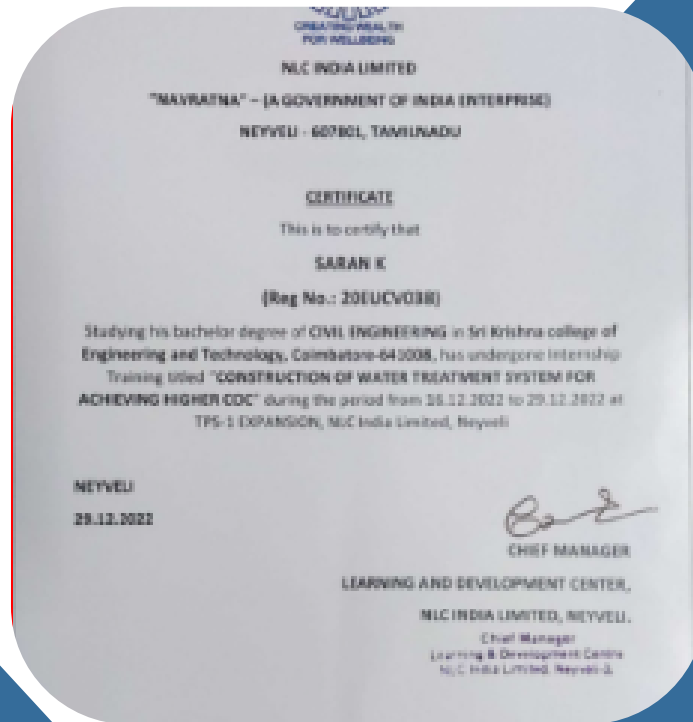 CREATING WEALTH
FOR WELLBEING
NLC INDIA LIMITED
"NAVRATNA" – (A GOVERNMENT OF INDIA ENTERPRISE)
NEYVELI - 607801, TAMILNADU
CERTIFICATE
This is to certify that
SARAN K
(Reg No.: 20EUCV038)
Studying his bachelor degree of CIVIL ENGINEERING in Sri Krishna college of
Engineering and Technology, Coimbatore-641008, has undergone Internship
Training titled "CONSTRUCTION OF WATER TREATMENT SYSTEM FOR
ACHIEVING HIGHER COC" during the period from 16.12.2022 to 29.12.2022 at
TPS-1 EXPANSION, NLC India Limited, Neyveli
NEYVELI
29.12.2022
CHIEF MANAGER
LEARNING AND DEVELOPMENT CENTER,
NLC INDIA LIMITED, NEYVELI.
Chief Manager
Learning & Development Centre
NLC India Limited, Neyveli-